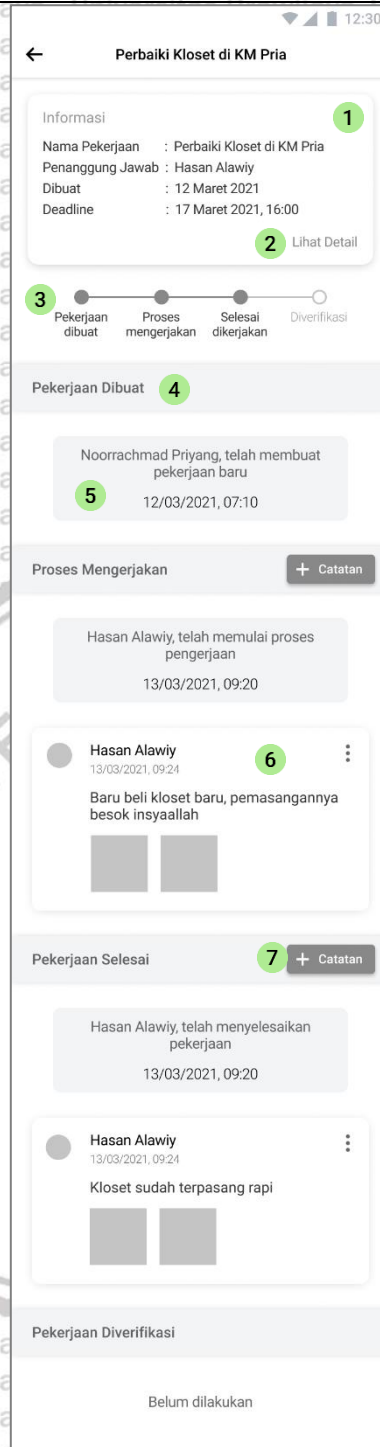 12:30
Perbaiki Kloset di KM Pria
Informasi
1
Nama Pekerjaan : Perbaiki Kloset di KM Pria
Penanggung Jawab : Hasan Alawiy
Dibuat : 12 Maret 2021
Deadline : 17 Maret 2021, 16:00
2 Lihat Detail
3
Pekerjaan dibuat
Proses mengerjakan
Selesai dikerjakan
Diverifikasi
Pekerjaan Dibuat 4
Noorrachmad Priyang, telah membuat
pekerjaan baru
5 12/03/2021, 07:10
Proses Mengerjakan + Catatan
Hasan Alawiy, telah memulai proses
pengerjaan
13/03/2021, 09:20
Hasan Alawiy
13/03/2021, 09:24
6
Baru beli kloset baru, pemasangannya
besok insyaallah
Pekerjaan Selesai 7 + Catatan
Hasan Alawiy, telah menyelesaikan
pekerjaan
13/03/2021, 09:20
Hasan Alawiy
13/03/2021, 09:24
Kloset sudah terpasang rapi
Pekerjaan Diverifikasi
Belum dilakukan